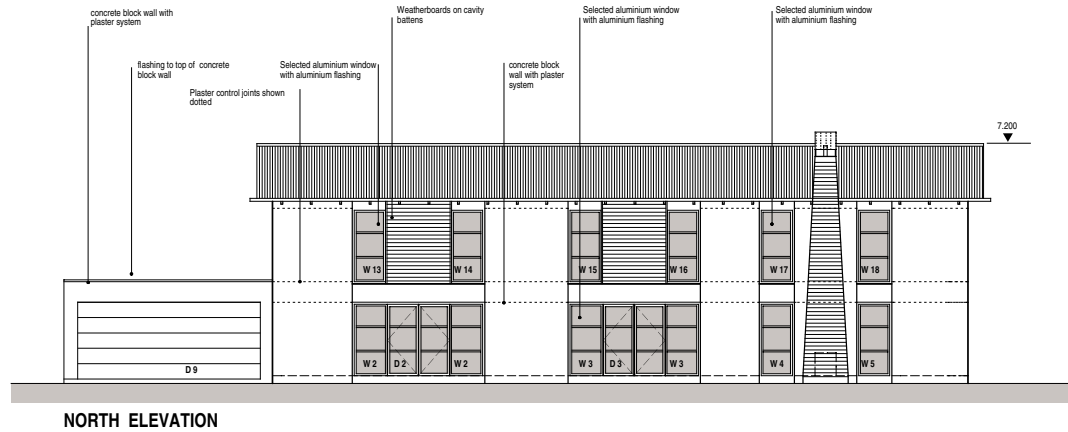 concrete block wall with
plaster system
Weatherboards on cavity
battens
Selected aluminium window
with aluminium flashing
Selected aluminium window
with aluminium flashing
flashing to top of concrete
block wall
Selected aluminium window
with aluminium flashing
concrete block
wall with plaster
system
Plaster control joints shown
dotted
7.200
W 13
W 14
W 15
W 16
W 17
W 18
D 9
W 2
D 2
W 2
W 3
D 3
W 3
W 4
W 5
NORTH ELEVATION